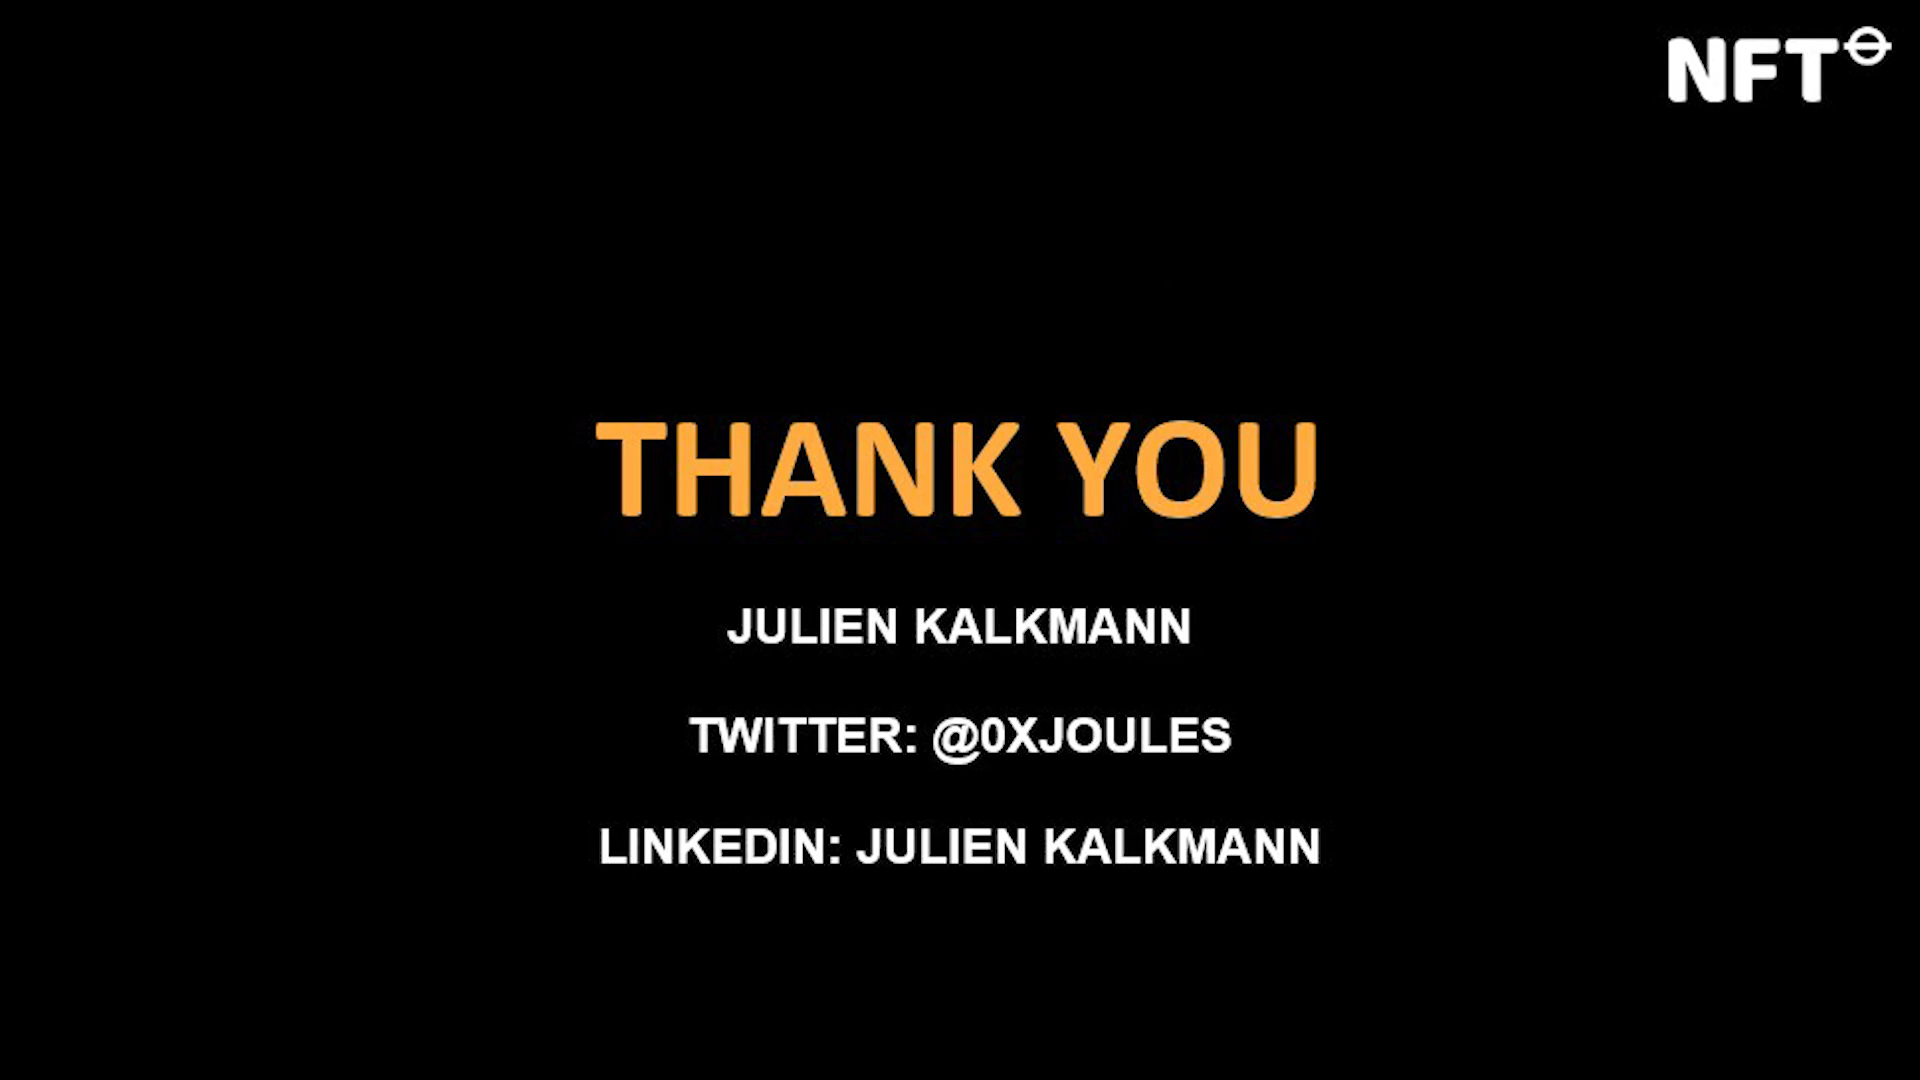 NFT
THANK YOU
JULIEN KALKMANN
TWITTER: @0XJOULES
LINKEDIN: JULIEN KALKMANN